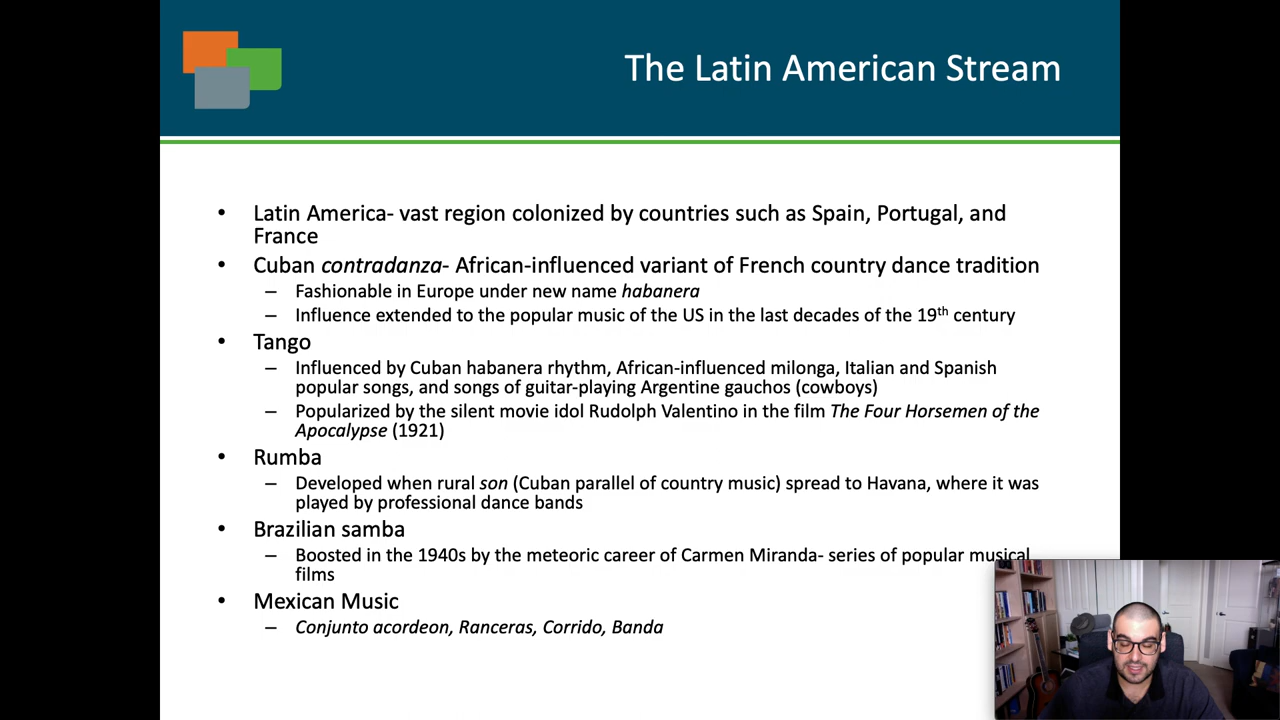 The Latin American Stream
• Latin America- vast region colonized by countries such as Spain, Portugal, and
France
• Cuban contradanza- African-influenced variant of French country dance tradition
– Fashionable in Europe under new name habanera
– Influence extended to the popular music of the US in the last decades of the 19th century
• Tango
– Influenced by Cuban habanera rhythm, African-influenced milonga, Italian and Spanish
popular songs, and songs of guitar-playing Argentine gauchos (cowboys)
– Popularized by the silent movie idol Rudolph Valentino in the film The Four Horsemen of the
Apocalypse (1921)
• Rumba
– Developed when rural son (Cuban parallel of country music) spread to Havana, where it was
played by professional dance bands
• Brazilian samba
– Boosted in the 1940s by the meteoric career of Carmen Miranda- series of popular musical
films
• Mexican Music
– Conjunto acordeon, Ranceras, Corrido, Banda